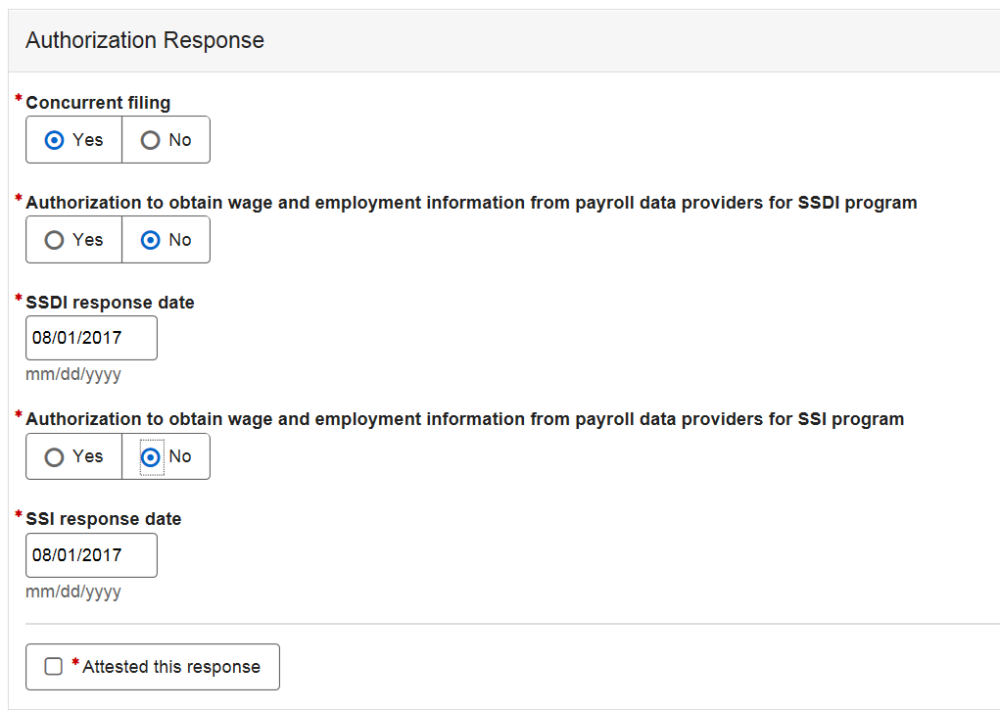 Authorization Response
* Concurrent filing
Yes No
* Authorization to obtain wage and employment information from payroll data providers for SSDI program
Yes No
* SSDI response date
08/01/2017
mm/dd/yyyy
* Authorization to obtain wage and employment information from payroll data providers for SSI program
Yes No
* SSI response date
08/01/2017
mm/dd/yyyy
* Attested this response